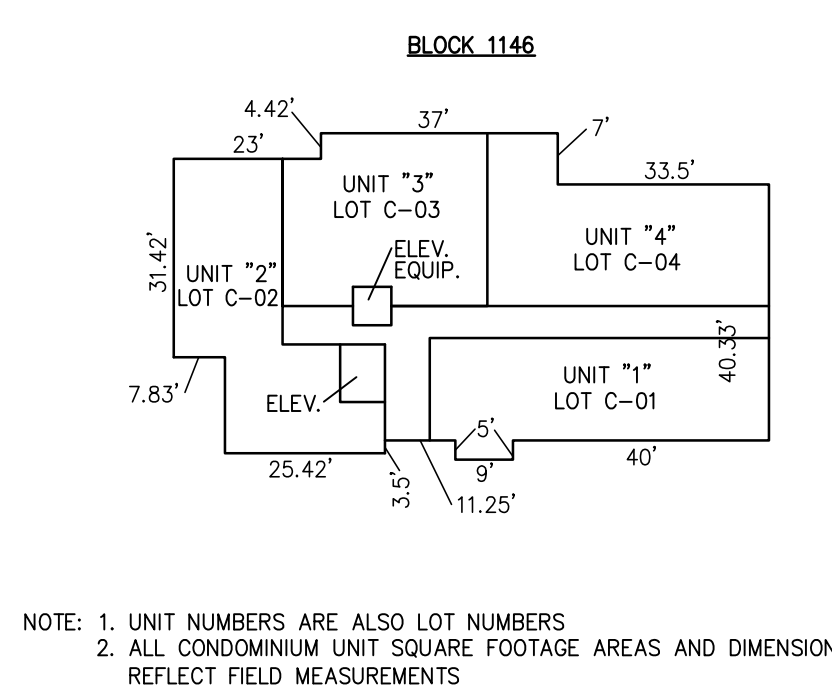 BLOCK 1146
4.42'
37'
7'
23'
33.5'
UNIT "3"
LOT C-03
UNIT "4"
LOT C-04
ELEV.
EQUIP.
31.42'
UNIT "2"
LOT C-02
40.33'
UNIT "1"
LOT C-01
7.83'
ELEV.
5'
25.42'
3.5'
9'
40'
11.25'
NOTE: 1. UNIT NUMBERS ARE ALSO LOT NUMBERS
2. ALL CONDOMINIUM UNIT SQUARE FOOTAGE AREAS AND DIMENSION
REFLECT FIELD MEASUREMENTS